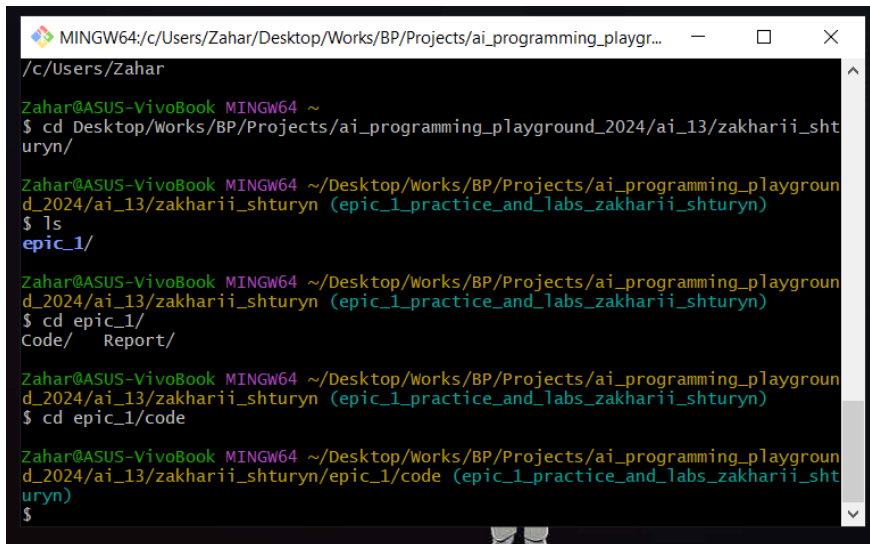 MINGW64:/c/Users/Zahar/Desktop/Works/BP/Projects/ai_programming_playgr...
/c/Users/Zahar
Zahar@ASUS-VivoBook MINGW64 ~
$ cd Desktop/Works/BP/Projects/ai_programming_playground_2024/ai_13/zakharii_sht
uryn/
Zahar@ASUS-VivoBook MINGW64 ~/Desktop/Works/BP/Projects/ai_programming_playgroun
d_2024/ai_13/zakharii_shturyn (epic_1_practice_and_labs_zakharii_shturyn)
$ ls
epic_1/
Zahar@ASUS-VivoBook MINGW64 ~/Desktop/Works/BP/Projects/ai_programming_playgroun
d_2024/ai_13/zakharii_shturyn (epic_1_practice_and_labs_zakharii_shturyn)
$ cd epic_1/
Code/   Report/
Zahar@ASUS-VivoBook MINGW64 ~/Desktop/Works/BP/Projects/ai_programming_playgroun
d_2024/ai_13/zakharii_shturyn (epic_1_practice_and_labs_zakharii_shturyn)
$ cd epic_1/code
Zahar@ASUS-VivoBook MINGW64 ~/Desktop/Works/BP/Projects/ai_programming_playgroun
d_2024/ai_13/zakharii_shturyn/epic_1/code (epic_1_practice_and_labs_zakharii_sht
uryn)
$